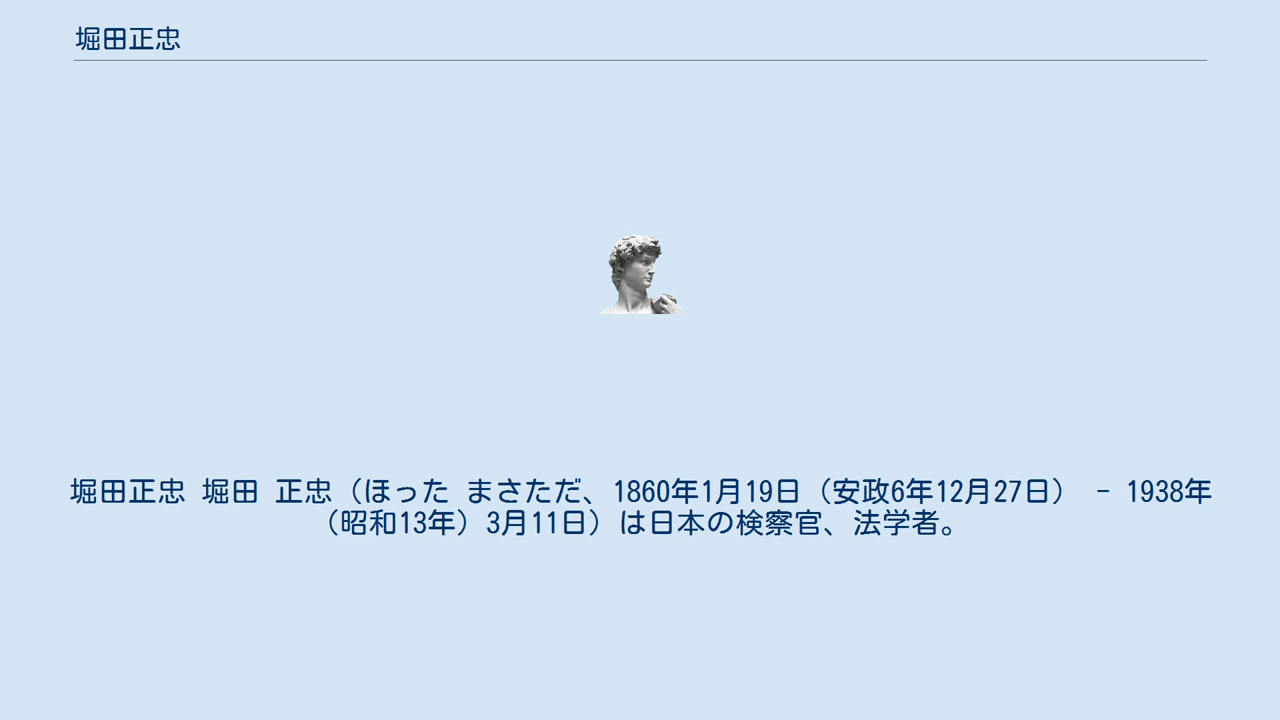 堀田正忠
堀田正忠 堀田 正忠（ほった まさただ、1860年1月19日（安政6年12月27日） - 1938年
（昭和13年）3月11日）は日本の検察官、法学者。